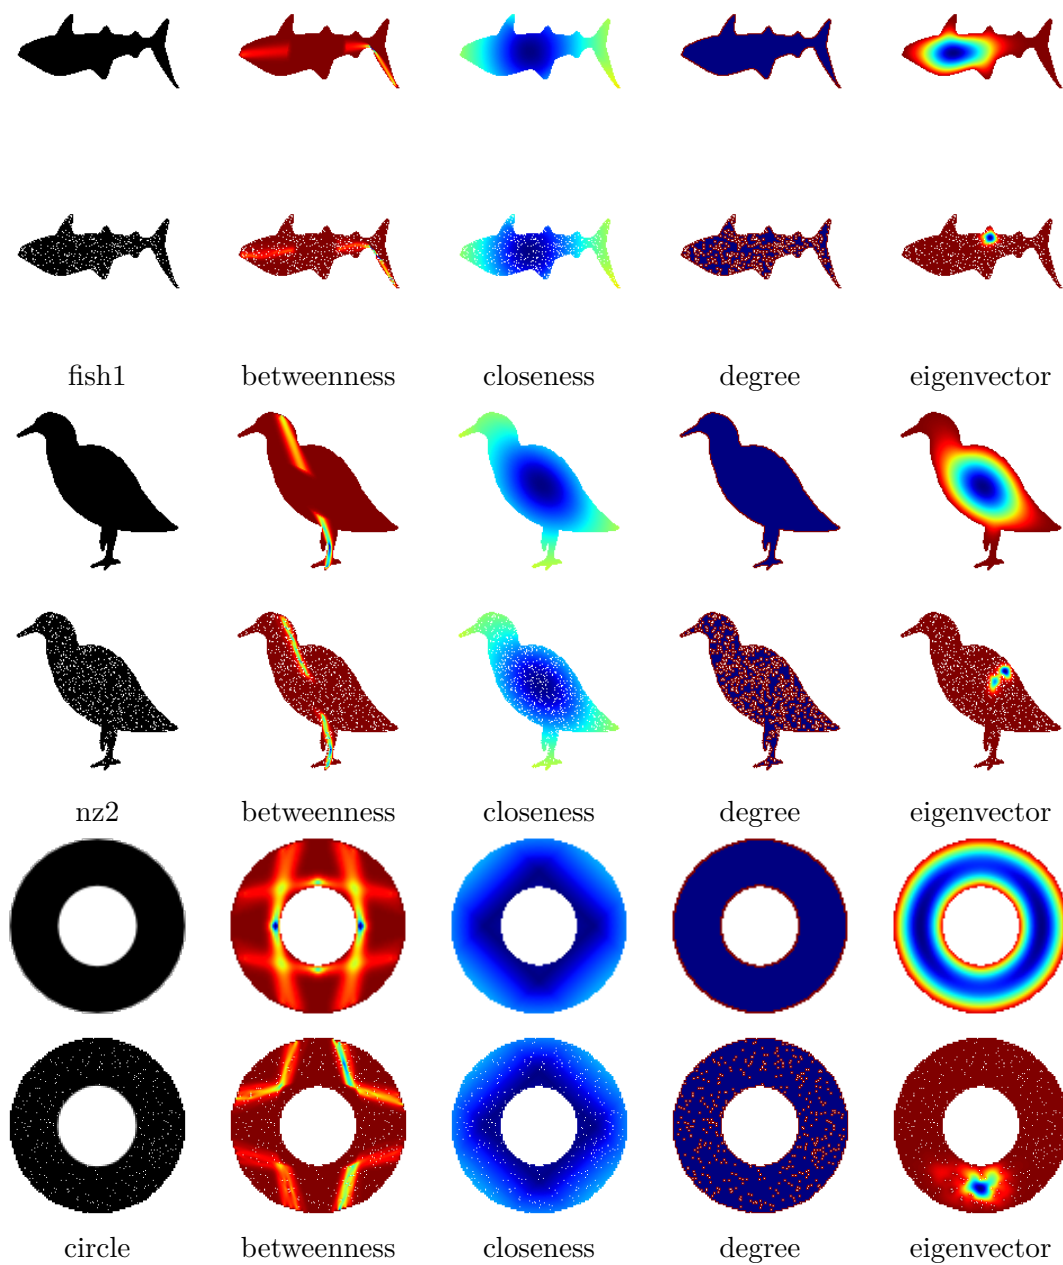 fish1 betweenness closeness degree eigenvector
nz2 betweenness closeness degree eigenvector
circle betweenness closeness degree eigenvector